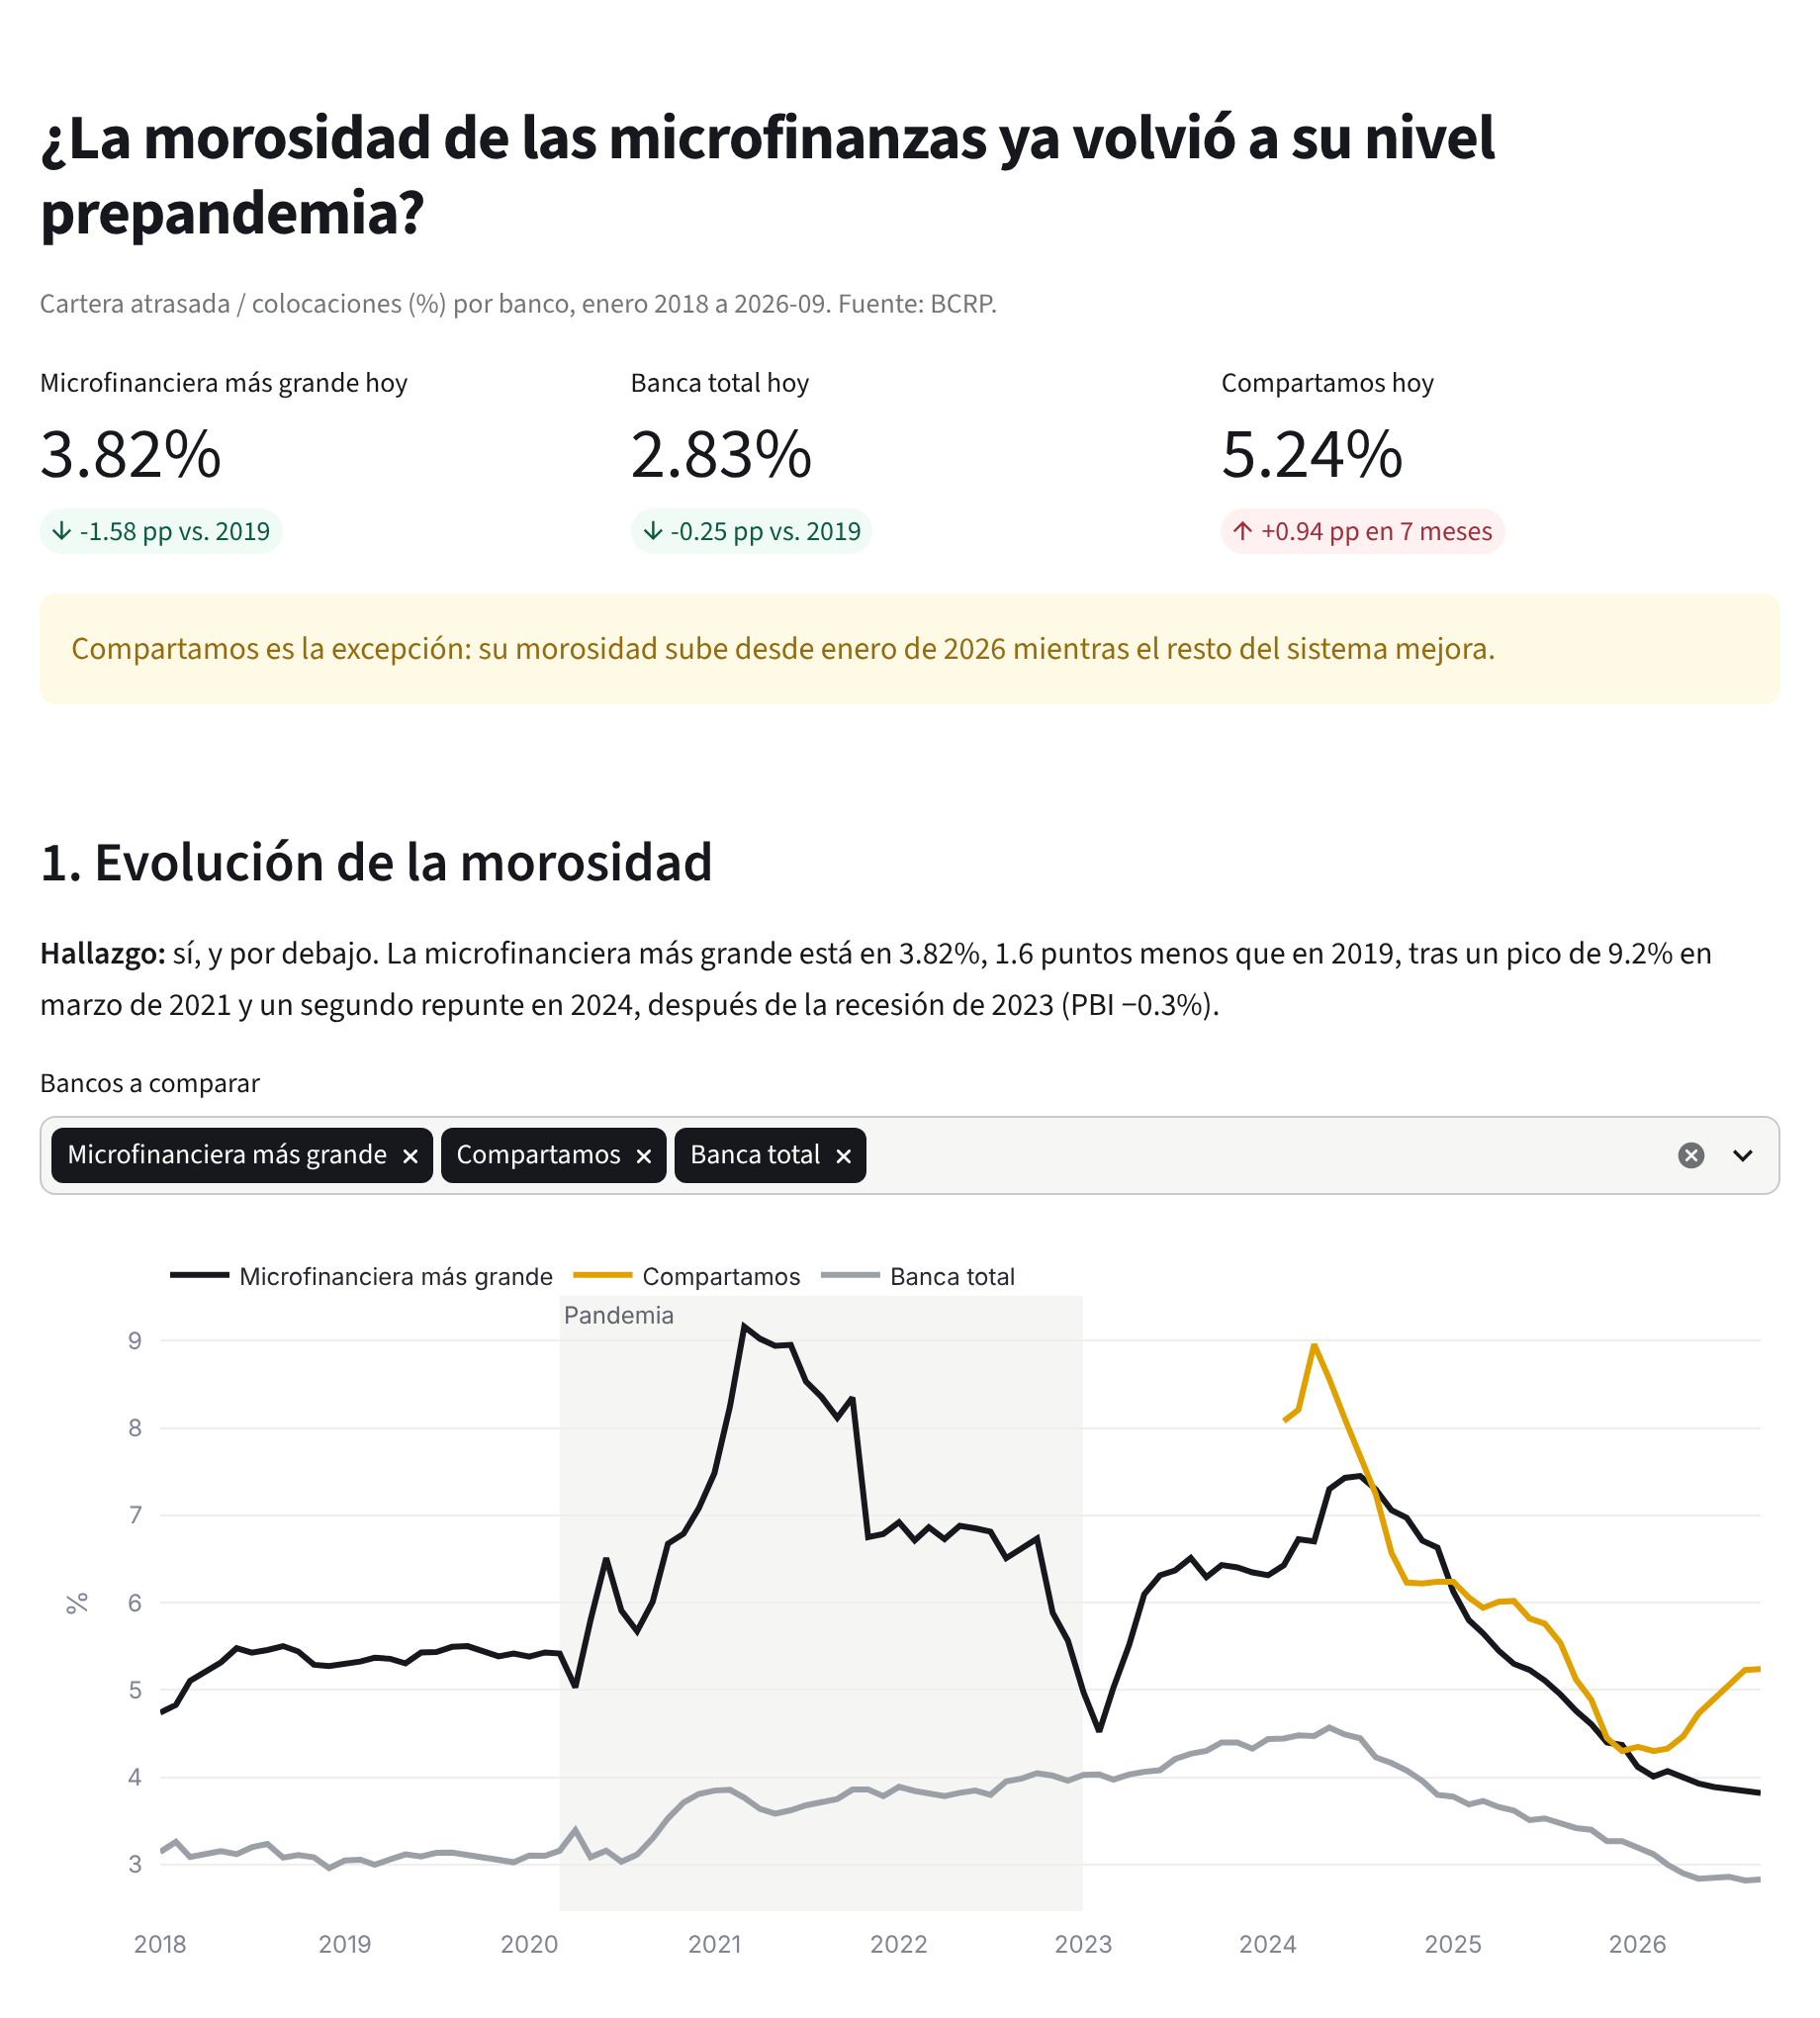 ¿La morosidad de las microfinanzas ya volvió a su nivel
prepandemia?
Cartera atrasada / colocaciones (%) por banco, enero 2018 a 2026-09. Fuente: BCRP.
Microfinanciera más grande hoy
3.82%
↓ -1.58 pp vs. 2019
Banca total hoy
2.83%
↓ -0.25 pp vs. 2019
Compartamos hoy
5.24%
↑ +0.94 pp en 7 meses
Compartamos es la excepción: su morosidad sube desde enero de 2026 mientras el resto del sistema mejora.
1. Evolución de la morosidad
Hallazgo: sí, y por debajo. La microfinanciera más grande está en 3.82%, 1.6 puntos menos que en 2019, tras un pico de 9.2% en
marzo de 2021 y un segundo repunte en 2024, después de la recesión de 2023 (PBI −0.3%).
Bancos a comparar
Microfinanciera más grande × Compartamos × Banca total ×
Microfinanciera más grande Compartamos Banca total
Pandemia
9
8
7
6
5
4
3
%
2018 2019 2020 2021 2022 2023 2024 2025 2026